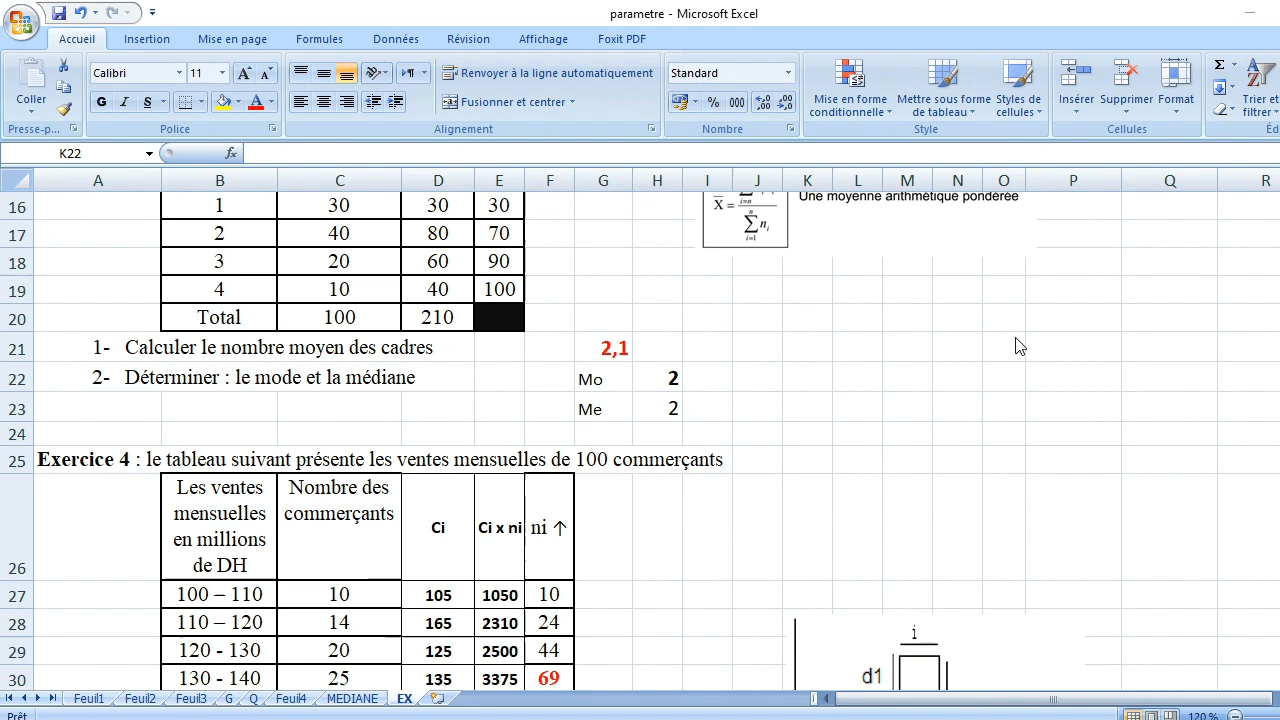 parametre - Microsoft Excel
Accueil Insertion Mise en page Formules Données Révision Affichage Foxit PDF
Coller
Presse-p...
Calibri 11
G I S
Police
Renvoyer à la ligne automatiquement
Fusionner et centrer
Alignement
Standard
% 000
Nombre
Mise en forme conditionnelle
Mettre sous forme de tableau
Styles de cellules
Style
Insérer Supprimer Format
Cellules
Σ
Trier et
filtrer
Éd
K22 fx
A B C D E F G H I J K L M N O P Q R
16 1 30 30 30
Une moyenne arithmétique pondérée
17 2 40 80 70
18 3 20 60 90
19 4 10 40 100
20 Total 100 210
21 1- Calculer le nombre moyen des cadres 2,1
22 2- Déterminer : le mode et la médiane Mo 2
23 Me 2
24
25 Exercice 4 : le tableau suivant présente les ventes mensuelles de 100 commerçants
26 Les ventes mensuelles en millions de DH Nombre des commerçants Ci Ci x ni ni ↑
27 100 – 110 10 105 1050 10
28 110 – 120 14 165 2310 24
29 120 - 130 20 125 2500 44
30 130 - 140 25 135 3375 69
i
d1
Feuil1 Feuil2 Feuil3 G Q Feuil4 MEDIANE EX
Prêt 120 %